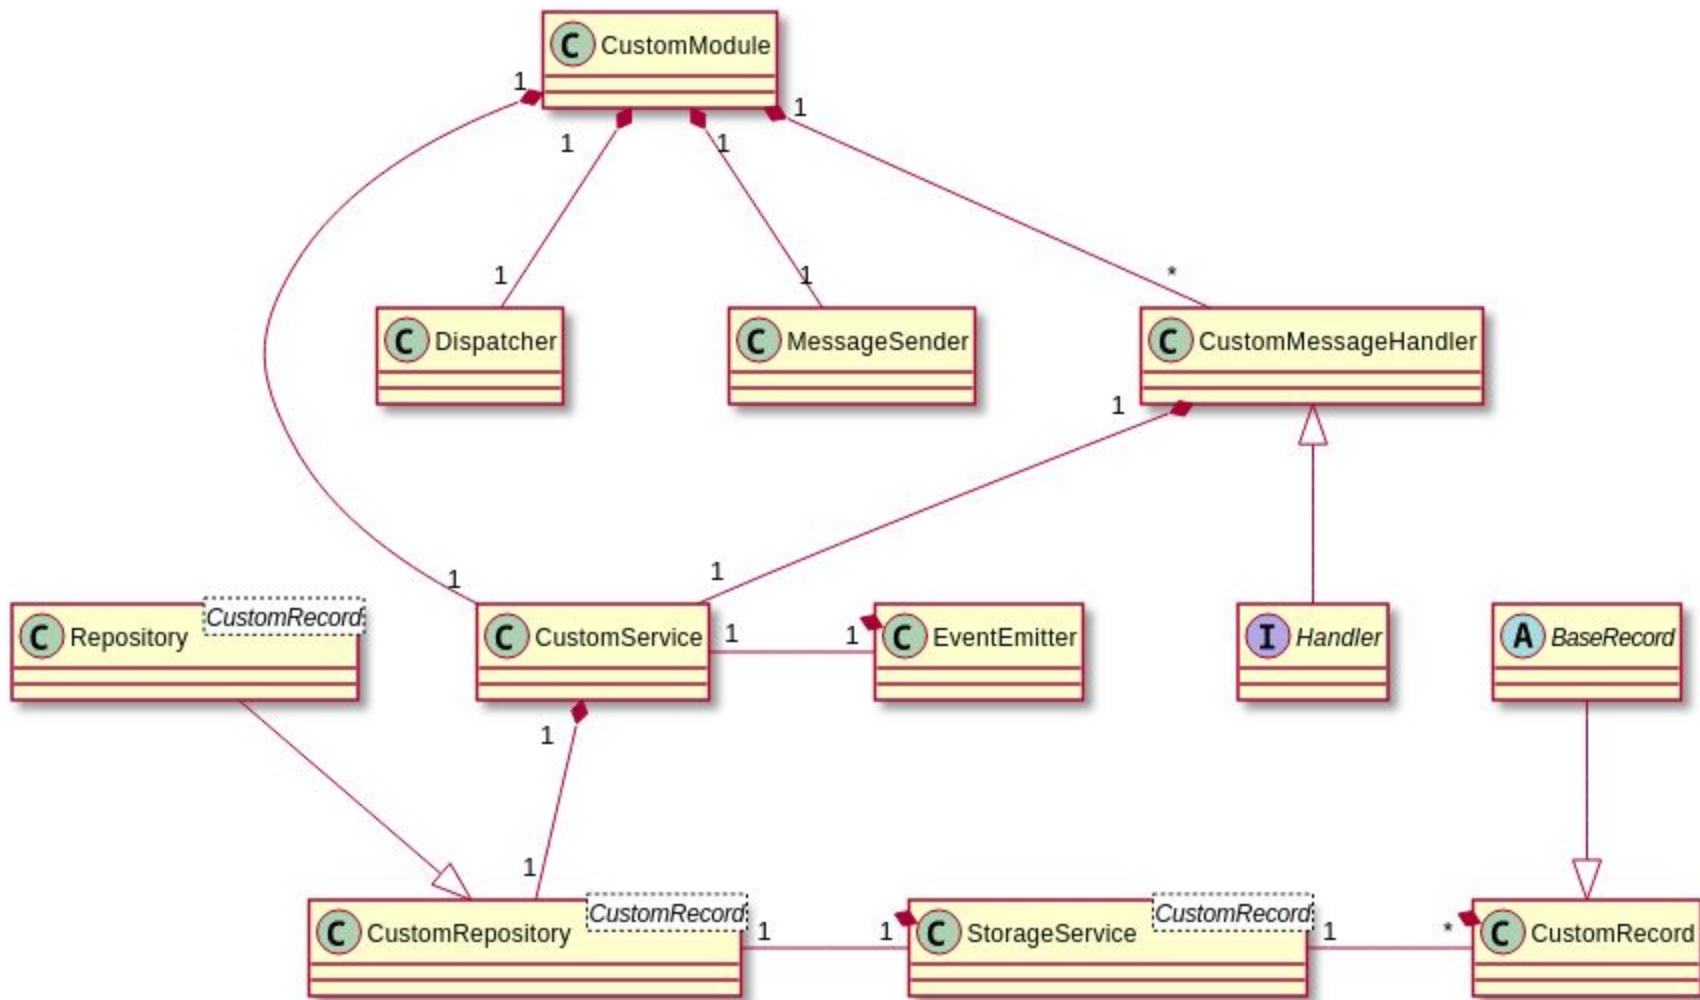 C CustomModule
1
1
1
1
1
1
*
C Dispatcher
C MessageSender
C CustomMessageHandler
1
1
1
C Repository
CustomRecord
C CustomService
1
1
C EventEmitter
I Handler
A BaseRecord
1
1
C CustomRepository
CustomRecord
1
1
C StorageService
CustomRecord
1
*
C CustomRecord